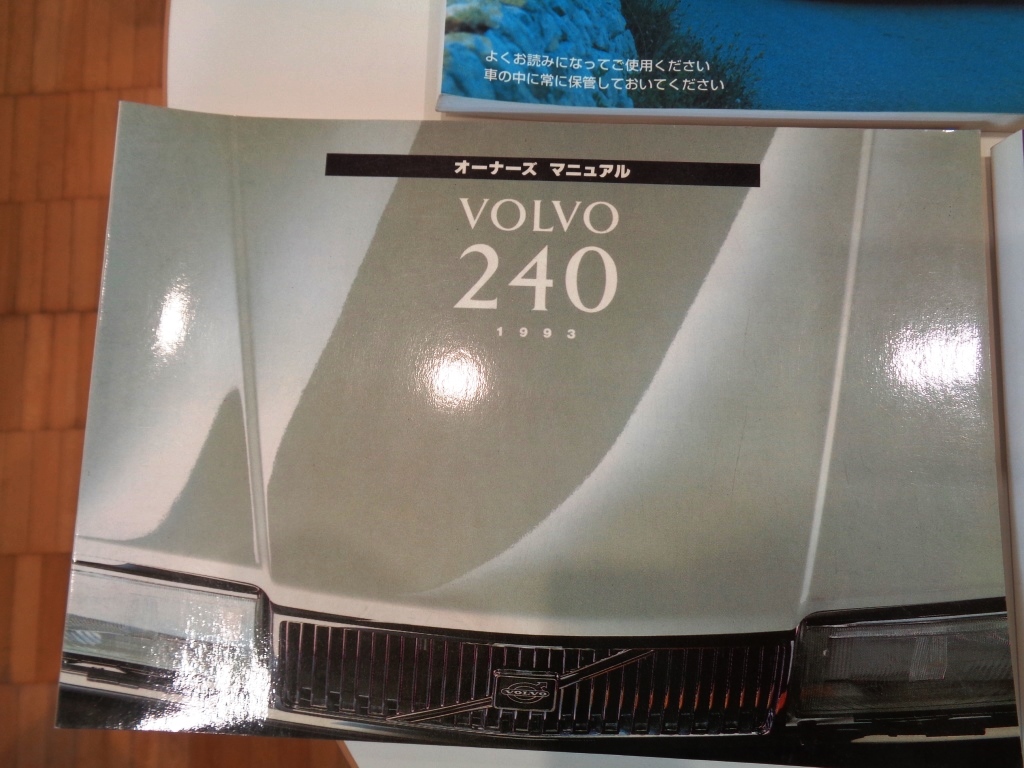 よくお読みになってご使用ください
車の中に常に保管しておいてください
オーナーズ マニュアル
VOLVO
240
1993
VOLVO